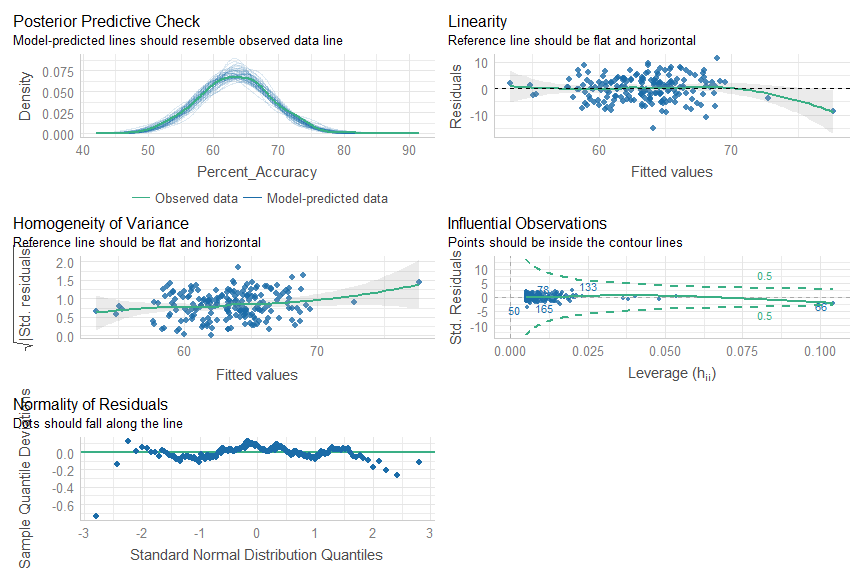 Posterior Predictive Check
Model-predicted lines should resemble observed data line
Density
0.075
0.050
0.025
0.000
40 50 60 70 80 90
Percent_Accuracy
Observed data Model-predicted data
Linearity
Reference line should be flat and horizontal
Residuals
10
0
-10
60 70
Fitted values
Homogeneity of Variance
Reference line should be flat and horizontal
√|Std. residuals|
2.0
1.5
1.0
0.5
0.0
60 70
Fitted values
Influential Observations
Points should be inside the contour lines
Std. Residuals
10
5
0
-5
-10
0.5
133
78
50
165
66
0.5
0.000 0.025 0.050 0.075 0.100
Leverage (hii)
Normality of Residuals
Dots should fall along the line
Sample Quantile Deviations
0.0
-0.2
-0.4
-0.6
-3 -2 -1 0 1 2 3
Standard Normal Distribution Quantiles